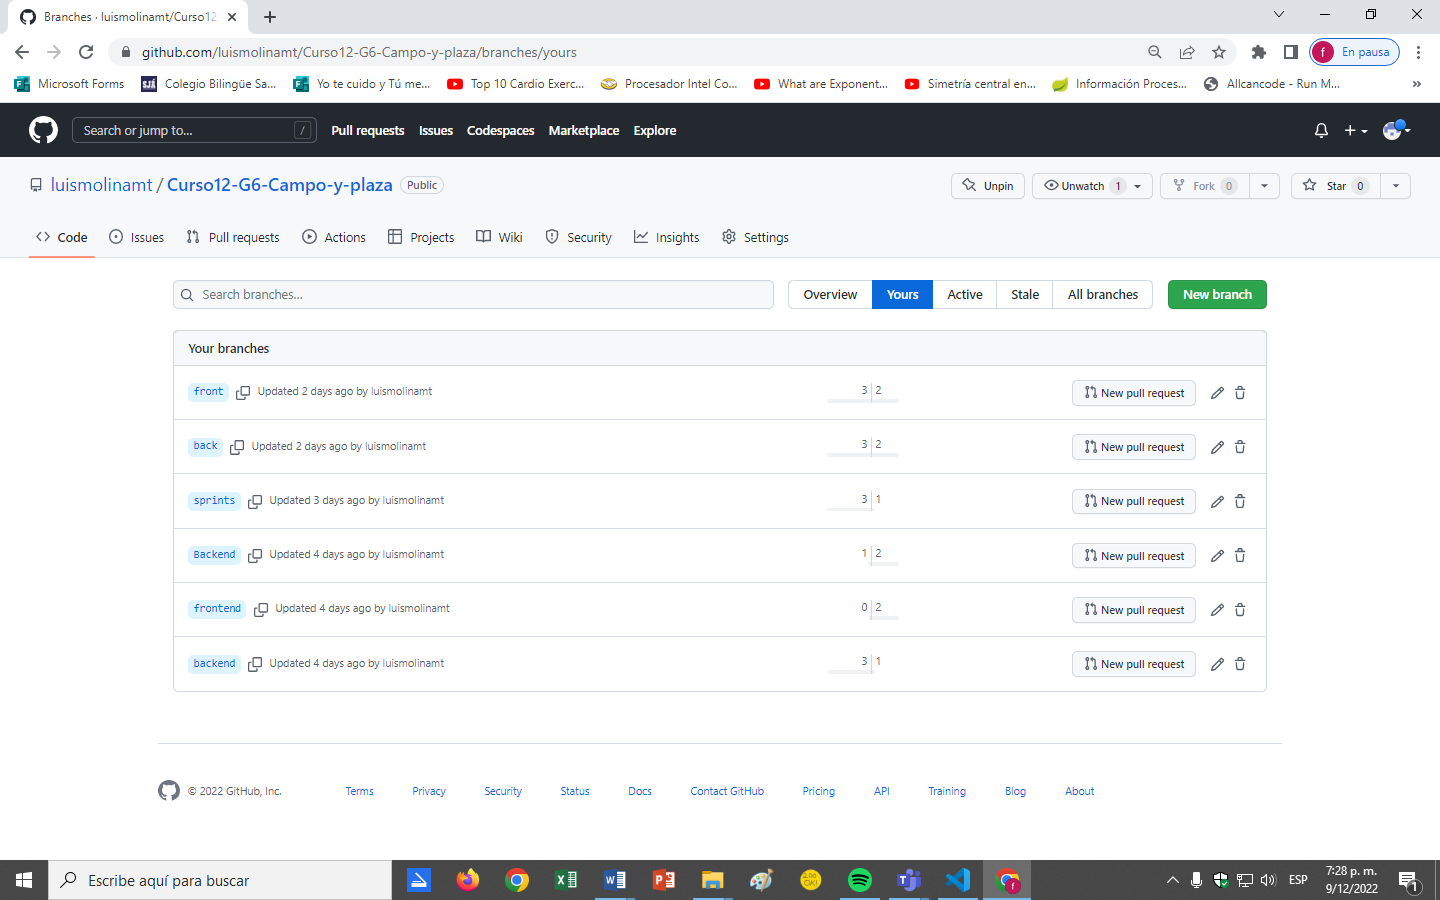 Branches · luismolinamt/Curso12
github.com/luismolinamt/Curso12-G6-Campo-y-plaza/branches/yours
f En pausa
Microsoft Forms Colegio Bilingüe Sa... Yo te cuido y Tú me... Top 10 Cardio Exerc... Procesador Intel Co... What are Exponent... Simetría central en... Información Proces... Allcancode - Run M... »
Search or jump to... / Pull requests Issues Codespaces Marketplace Explore
luismolinamt / Curso12-G6-Campo-y-plaza Public Unpin Unwatch 1 Fork 0 Star 0
Code Issues Pull requests Actions Projects Wiki Security Insights Settings
Search branches... Overview Yours Active Stale All branches New branch
Your branches
front Updated 2 days ago by luismolinamt 3 2 New pull request
back Updated 2 days ago by luismolinamt 3 2 New pull request
sprints Updated 3 days ago by luismolinamt 3 1 New pull request
Backend Updated 4 days ago by luismolinamt 1 2 New pull request
frontend Updated 4 days ago by luismolinamt 0 2 New pull request
backend Updated 4 days ago by luismolinamt 3 1 New pull request
© 2022 GitHub, Inc. Terms Privacy Security Status Docs Contact GitHub Pricing API Training Blog About
Escribe aquí para buscar
ESP
7:28 p. m.
9/12/2022
1